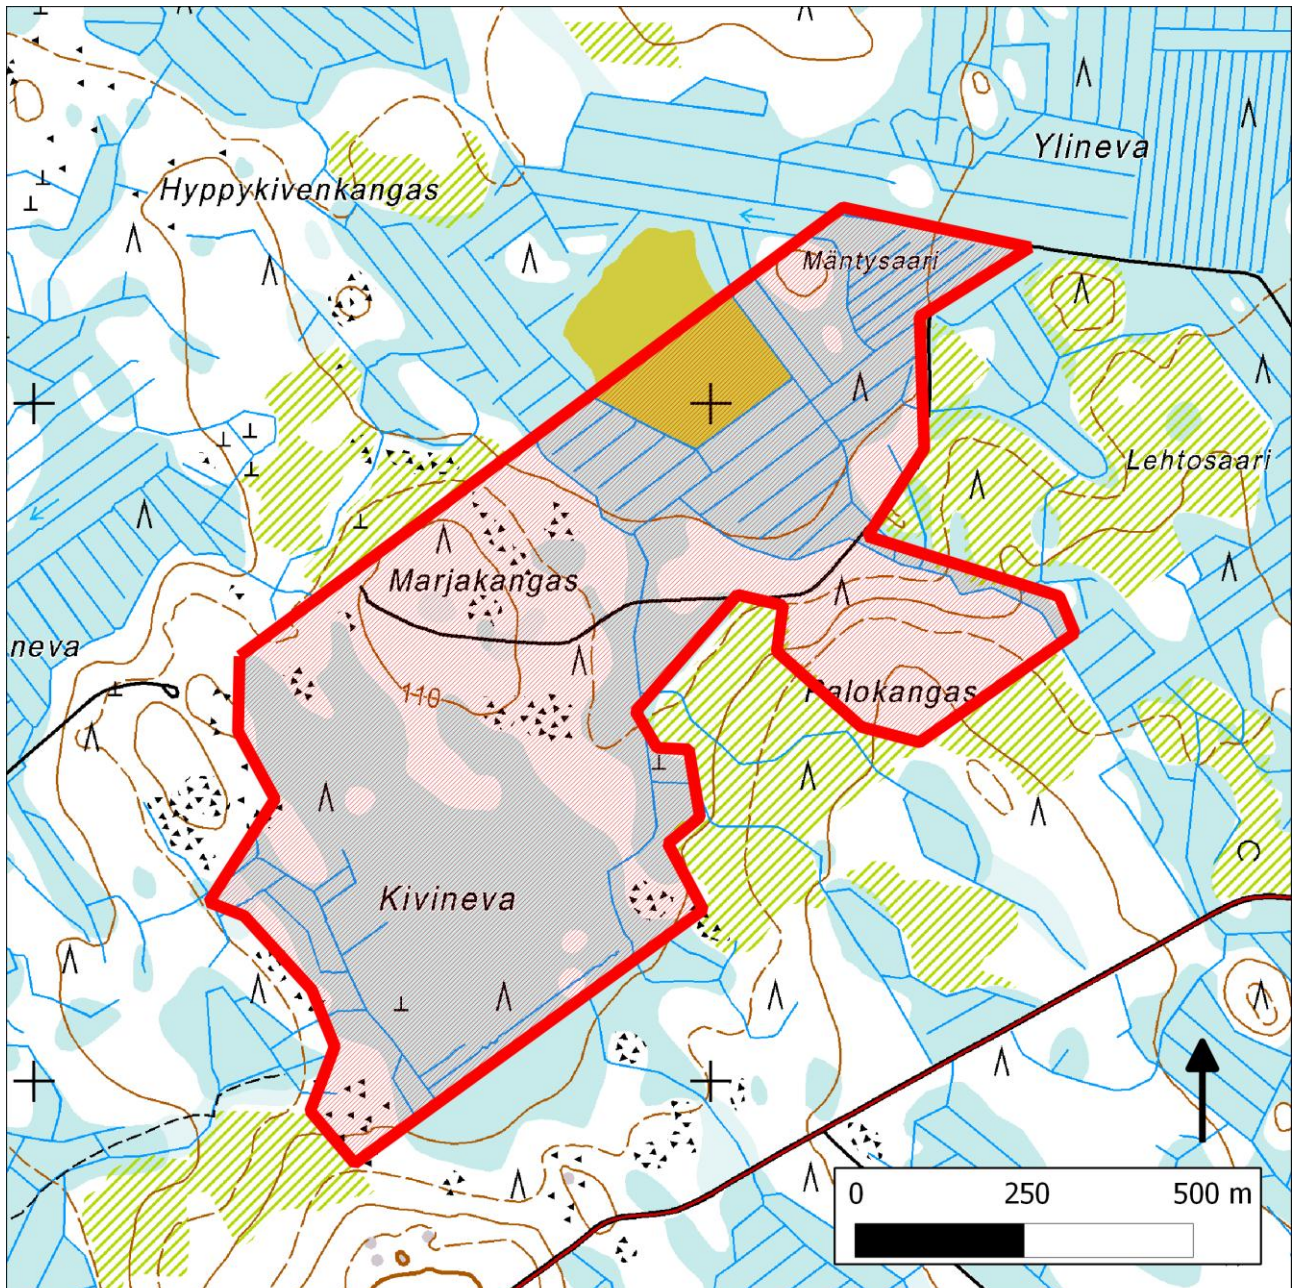 Ylineva
Hyppykivenkangas
Mäntysaari
Lehtosaari
Marjakangas
neva
110
Palokangas
Kivineva
0 250 500 m